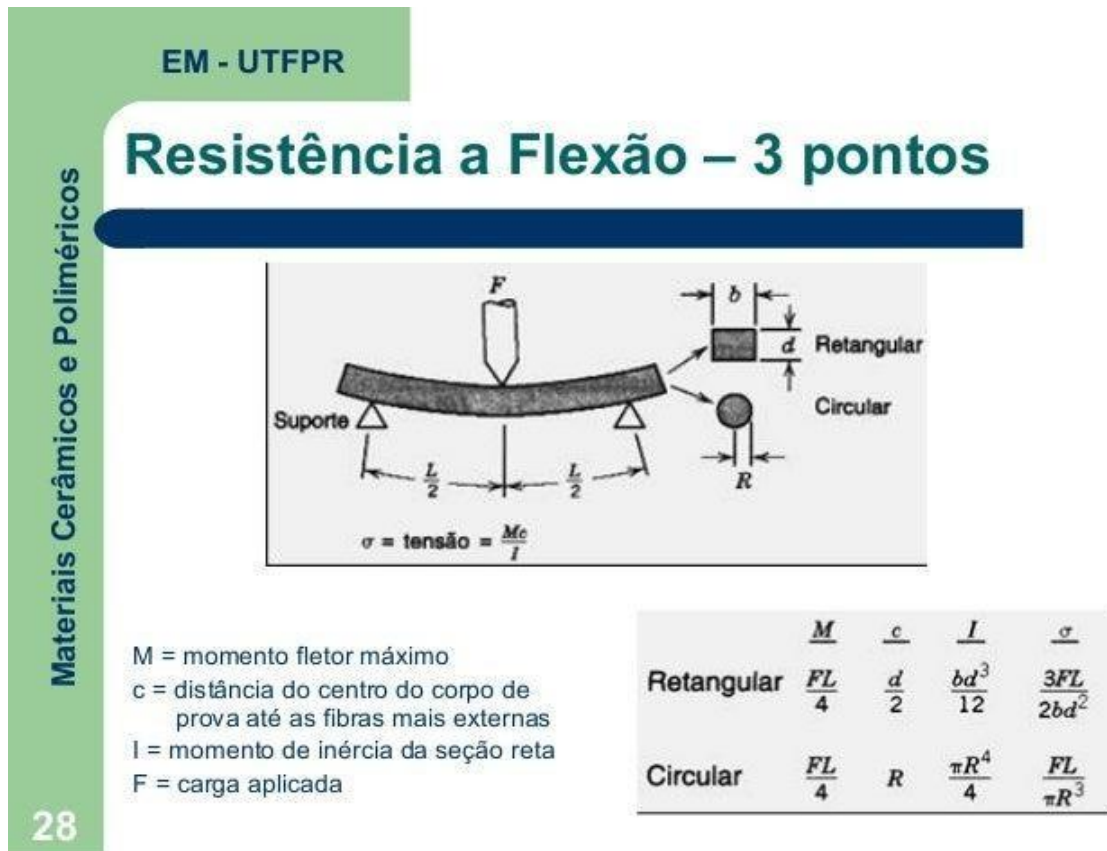 EM - UTFPR
Resistência a Flexão – 3 pontos
Materiais Cerâmicos e Poliméricos
F
b
d
Retangular
Suporte
Circular
L/2
L/2
R
σ = tensão = Mc/I
M = momento fletor máximo
c = distância do centro do corpo de
prova até as fibras mais externas
I = momento de inércia da seção reta
F = carga aplicada
M c I σ
Retangular FL/4 d/2 bd³/12 3FL/2bd²
Circular FL/4 R πR⁴/4 FL/πR³
28